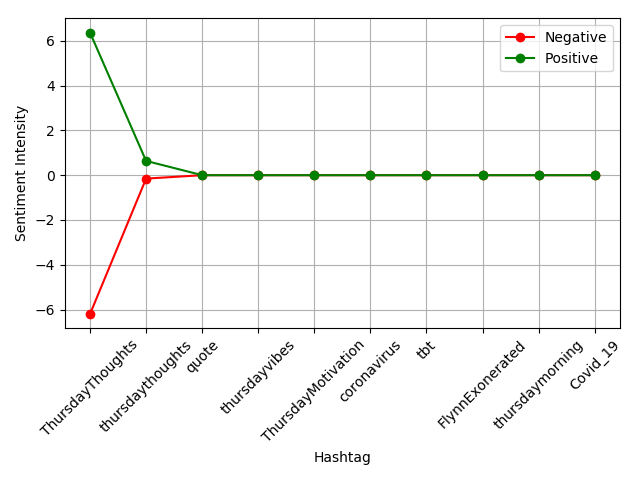 Negative
Positive
6
4
2
0
−2
−4
−6
Sentiment Intensity
ThursdayThoughts
thursdaythoughts
quote
thursdayvibes
ThursdayMotivation
coronavirus
tbt
FlynnExonerated
thursdaymorning
Covid_19
Hashtag